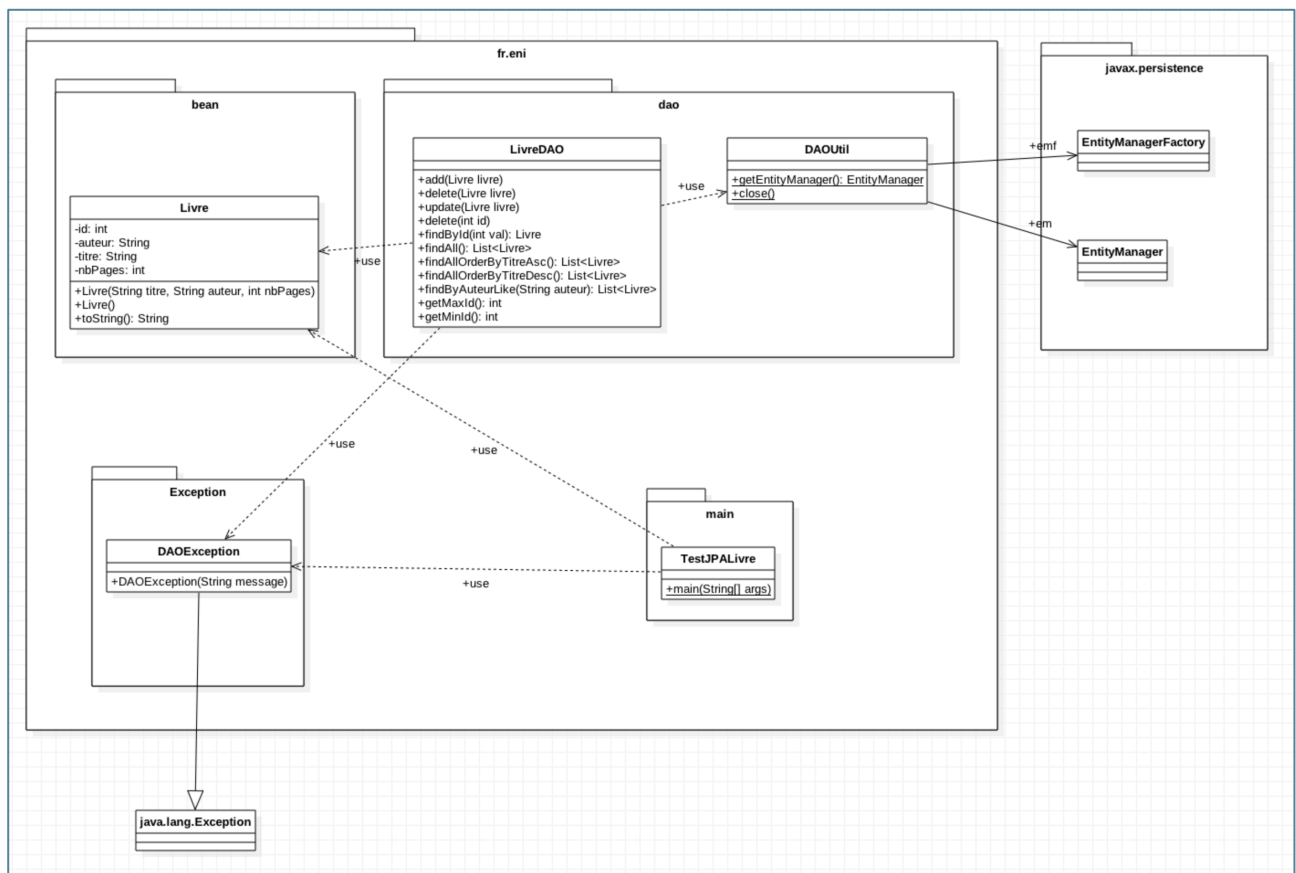 fr.eni
javax.persistence
bean
dao
LivreDAO
+add(Livre livre)
+delete(Livre livre)
+update(Livre livre)
+delete(int id)
+findById(int val): Livre
+findAll(): List<Livre>
+findAllOrderByTitreAsc(): List<Livre>
+findAllOrderByTitreDesc(): List<Livre>
+findByAuteurLike(String auteur): List<Livre>
+getMaxId(): int
+getMinId(): int
DAOUtil
+getEntityManager(): EntityManager
+close()
+use
+emf
EntityManagerFactory
+em
EntityManager
Livre
-id: int
-auteur: String
-titre: String
-nbPages: int
+Livre(String titre, String auteur, int nbPages)
+Livre()
+toString(): String
+use
+use
+use
Exception
DAOException
+DAOException(String message)
+use
main
TestJPALivre
+main(String[] args)
java.lang.Exception